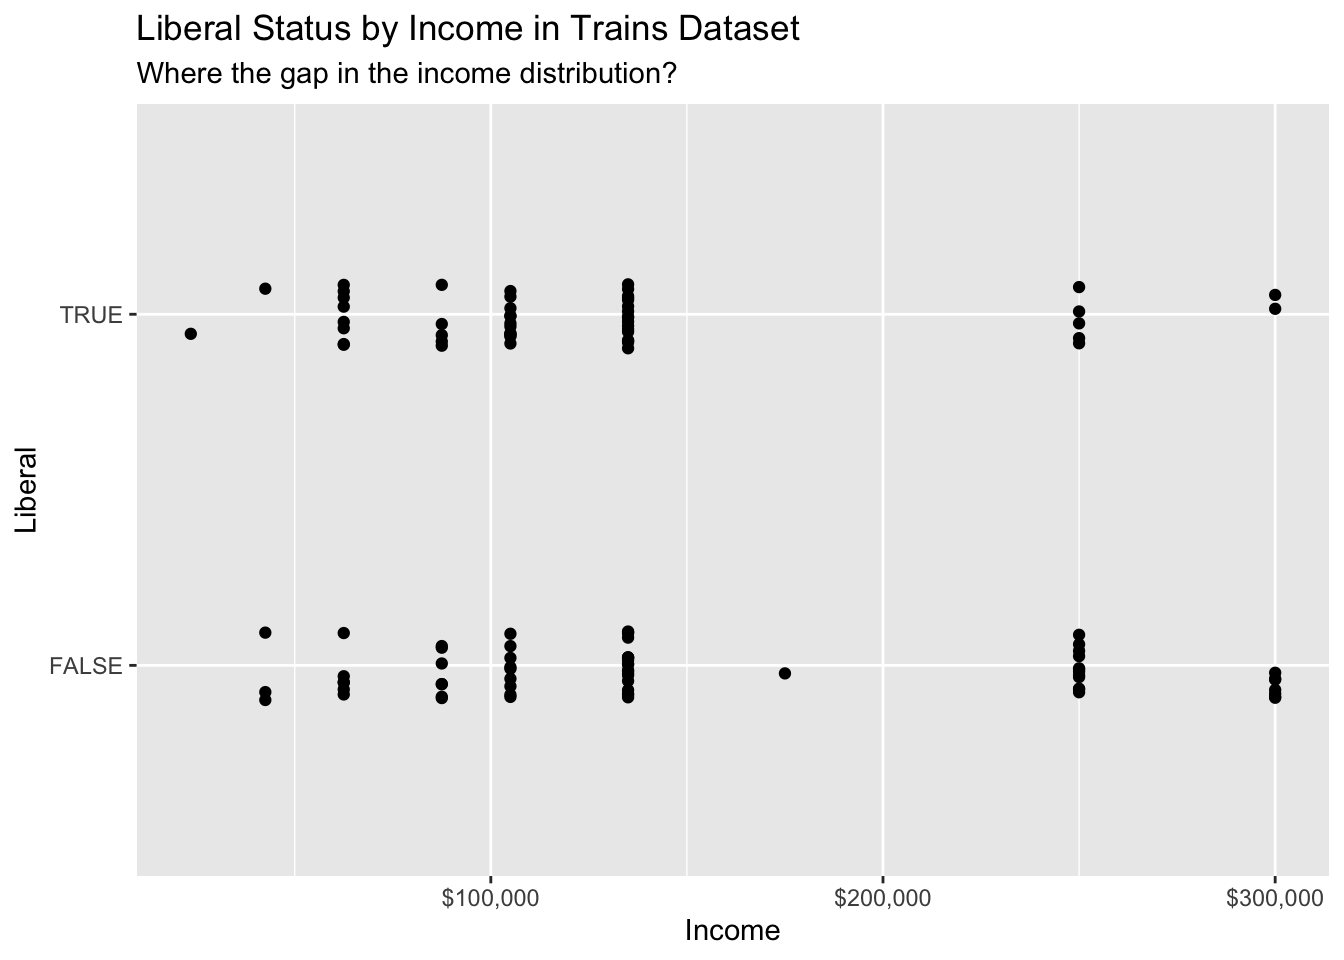 Liberal Status by Income in Trains Dataset
Where the gap in the income distribution?
TRUE
Liberal
FALSE
$100,000
$200,000
$300,000
Income